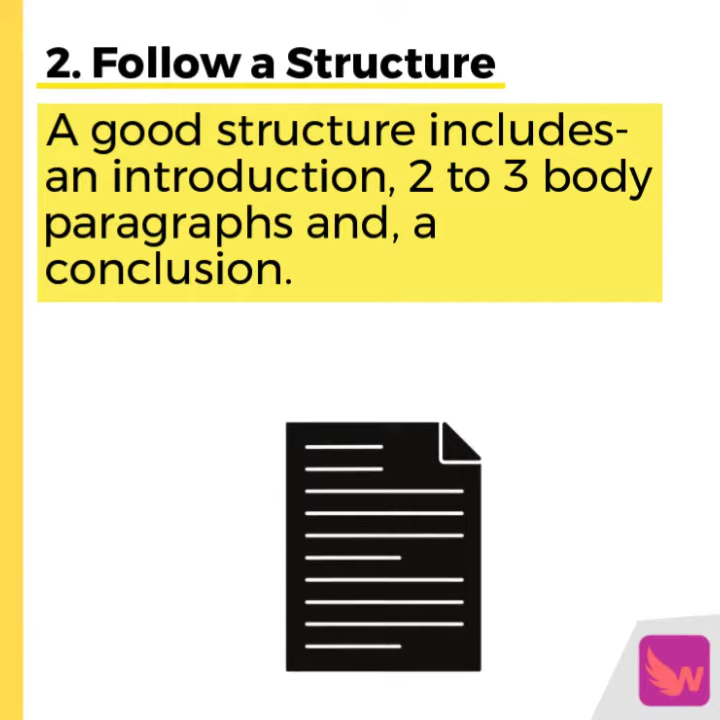 2. Follow a Structure
A good structure includes-
an introduction, 2 to 3 body
paragraphs and, a
conclusion.
W